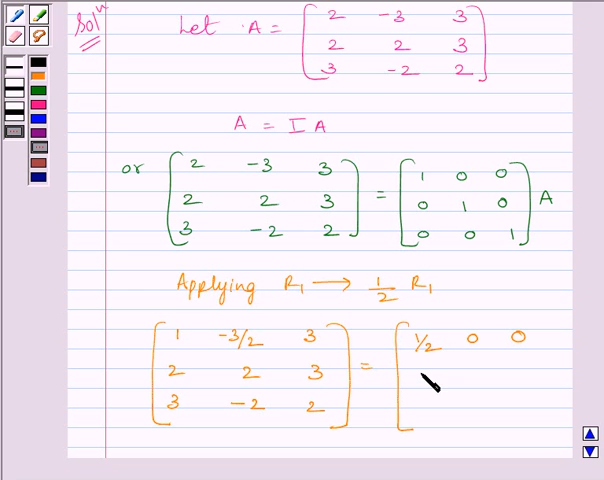 Solⁿ
Let A = [ 2 -3 3
2 2 3
3 -2 2 ]
A = I A
or [ 2 -3 3
2 2 3
3 -2 2 ] = [ 1 0 0
0 1 0
0 0 1 ] A
Applying R₁ → 1/2 R₁
[ 1 -3/2 3
2 2 3
3 -2 2 ] = [ 1/2 0 0